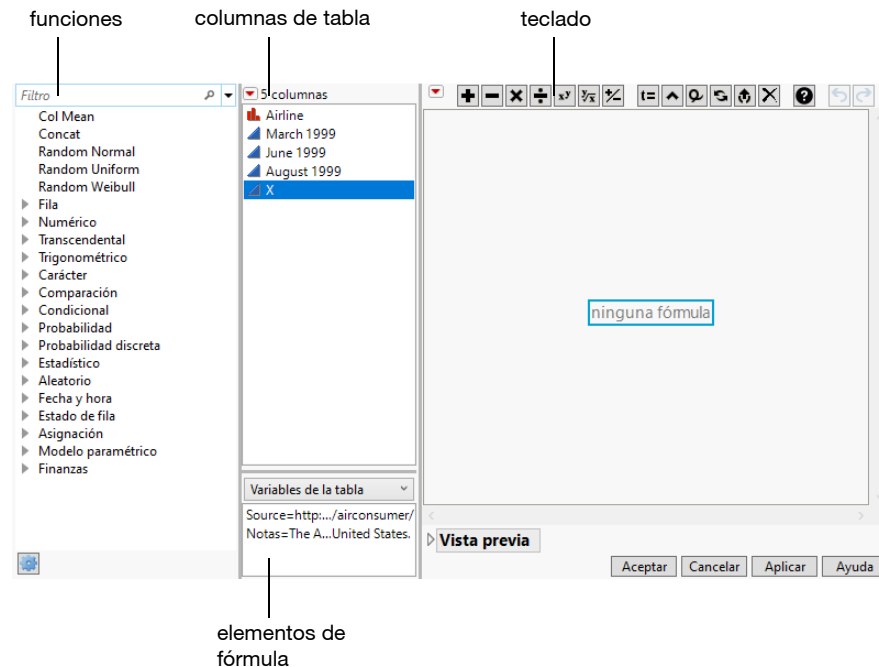 funciones
columnas de tabla
teclado
Filtro
Col Mean
Concat
Random Normal
Random Uniform
Random Weibull
Fila
Numérico
Transcendental
Trigonométrico
Carácter
Comparación
Condicional
Probabilidad
Probabilidad discreta
Estadístico
Aleatorio
Fecha y hora
Estado de fila
Asignación
Modelo paramétrico
Finanzas
5 columnas
Airline
March 1999
June 1999
August 1999
X
Variables de la tabla
Source=http:.../airconsumer/
Notas=The A...United States.
t=
ninguna fórmula
Vista previa
Aceptar Cancelar Aplicar Ayuda
elementos de
fórmula